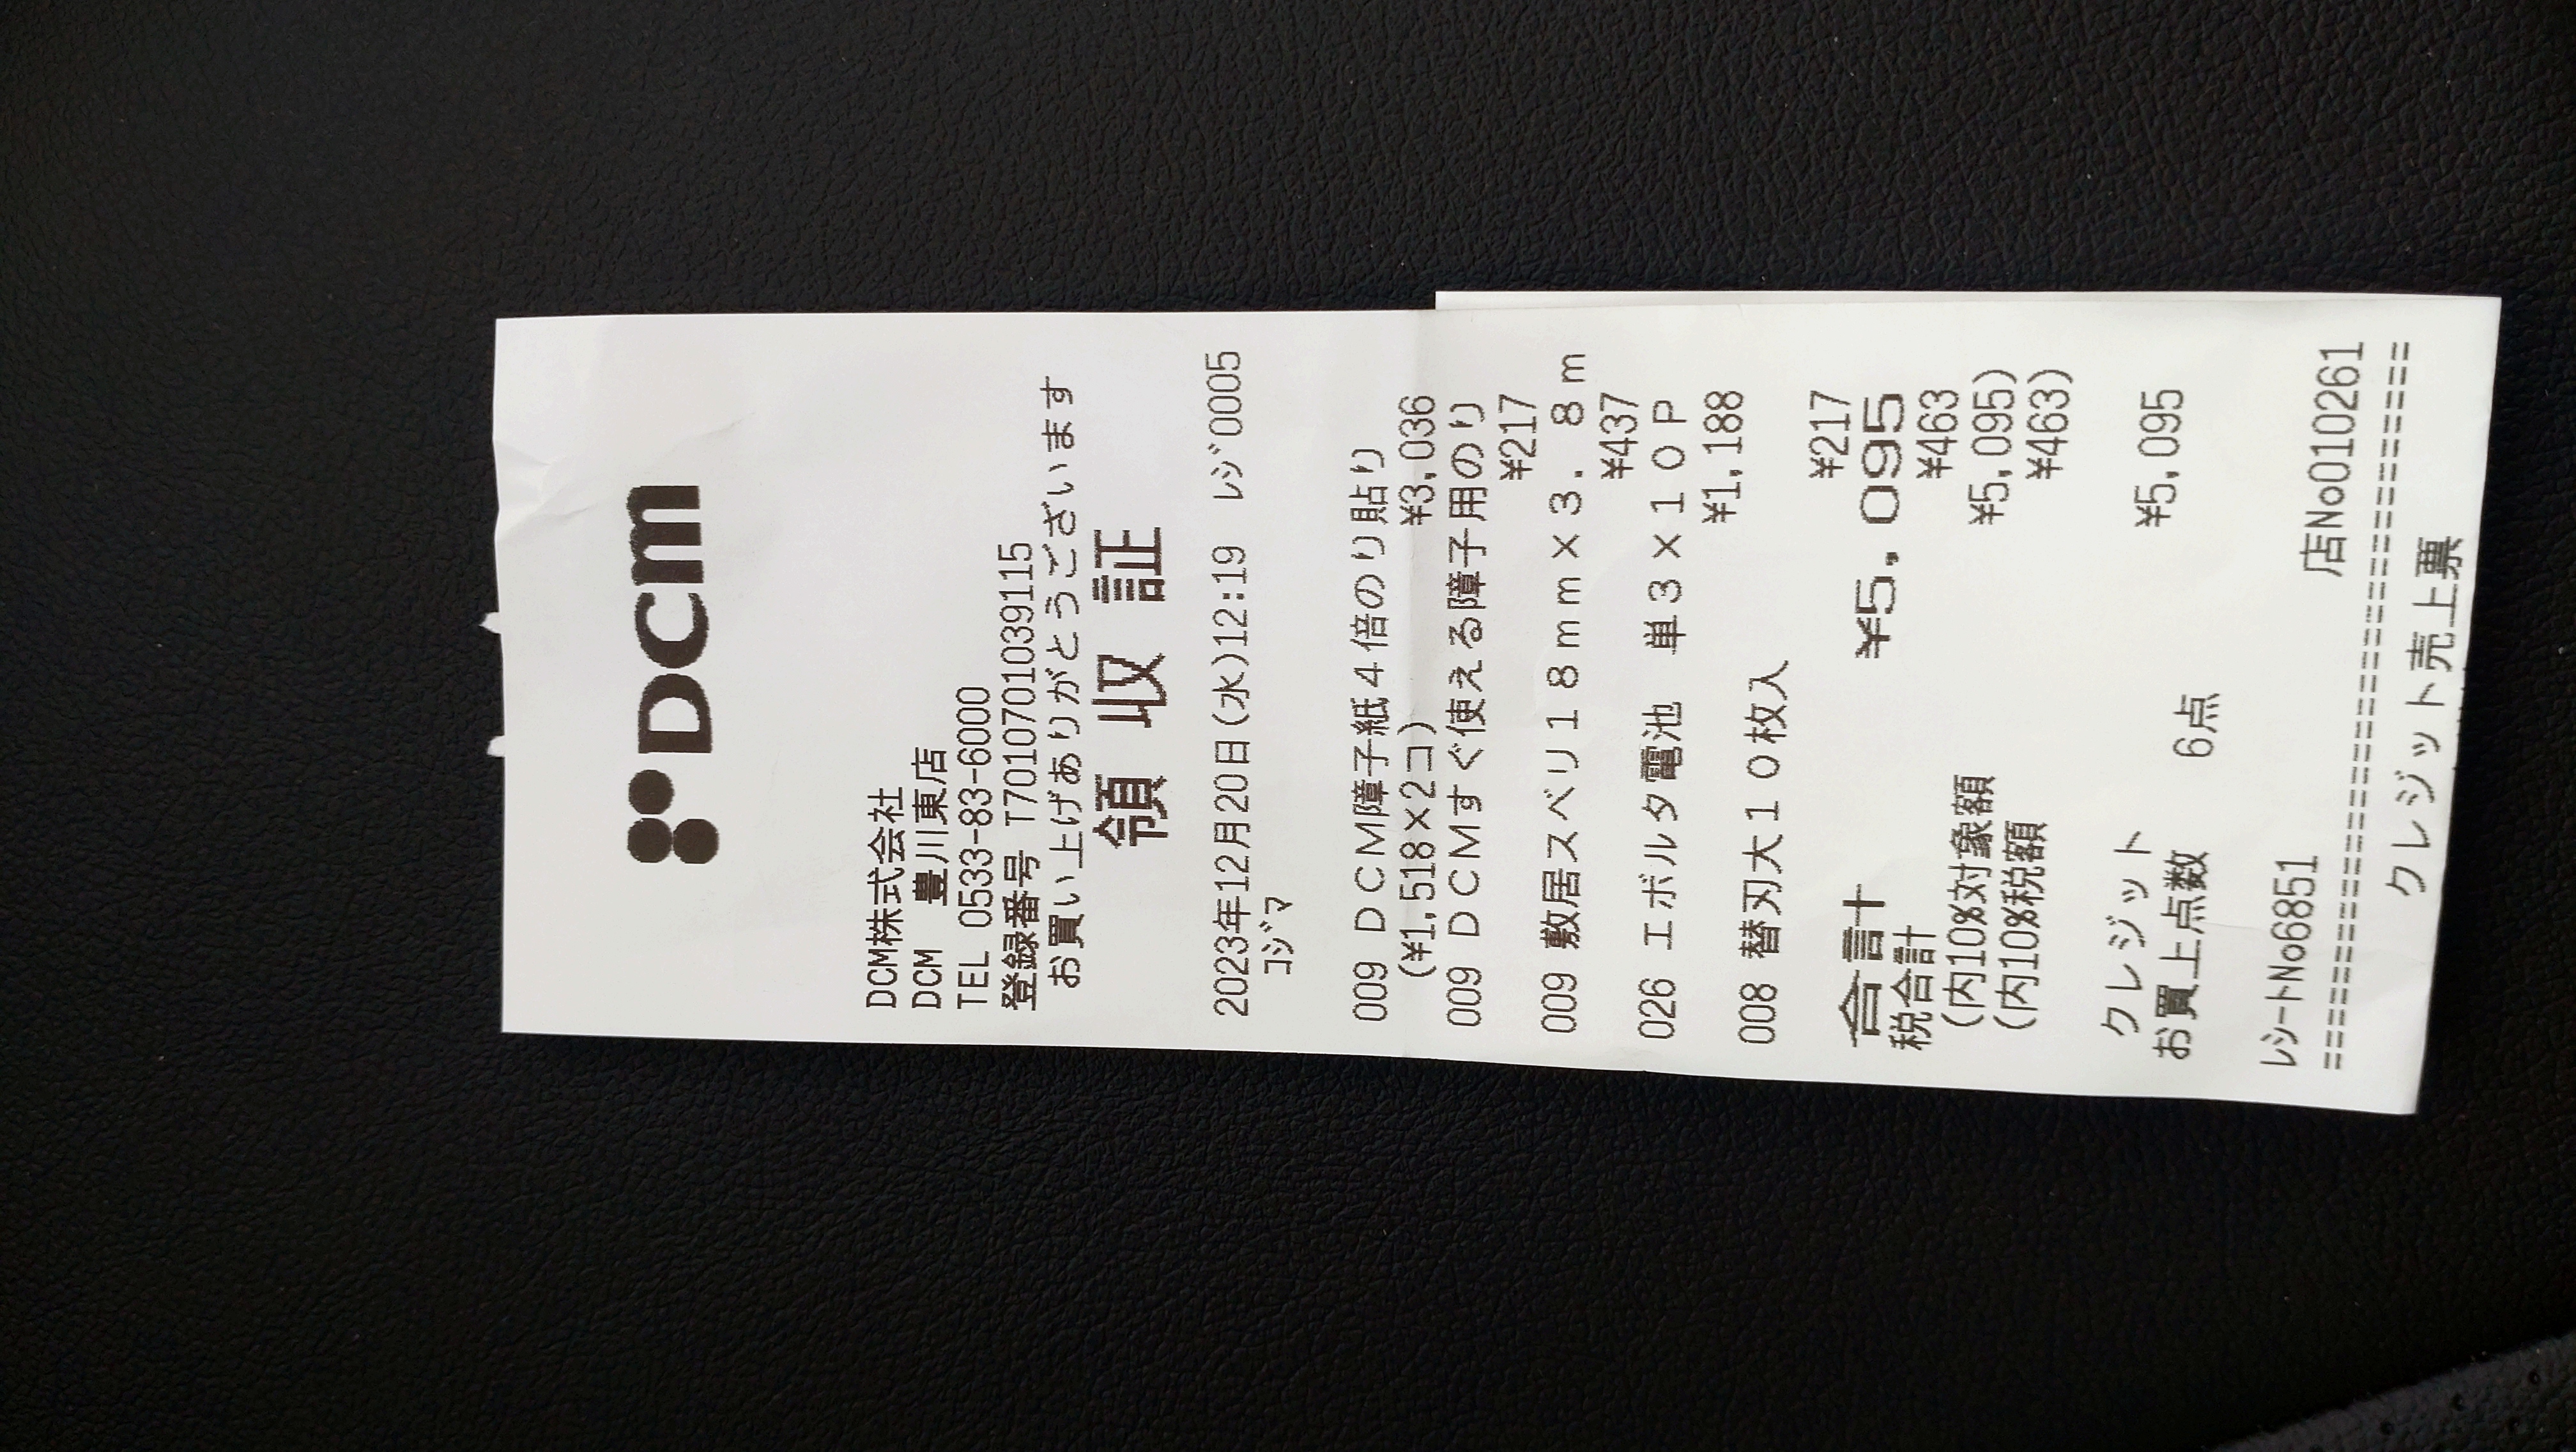 DCM
DCM株式会社
DCM 豊川東店
TEL 0533-83-6000
登録番号 T7010701039115
お買い上げありがとうございます
領 収 証
2023年12月20日(水)12:19 ﾚｼﾞ0005
ｺｼﾞﾏ
009 ＤＣＭ障子紙４倍のり貼り
(¥1,518×2コ) ¥3,036
009 ＤＣＭすぐ使える障子用のり
¥217
009 敷居スベリ１８ｍｍ×３．８ｍ
¥437
026 エボルタ電池 単３×１０Ｐ
¥1,188
008 替刃大１０枚入
¥217
合計 ¥5,095
税合計 ¥463
(内10%対象額 ¥5,095)
(内10%税額 ¥463)
クレジット ¥5,095
お買上点数 6点
ﾚｼｰﾄNo6851 店No010261
==========================================
クレジット売上票